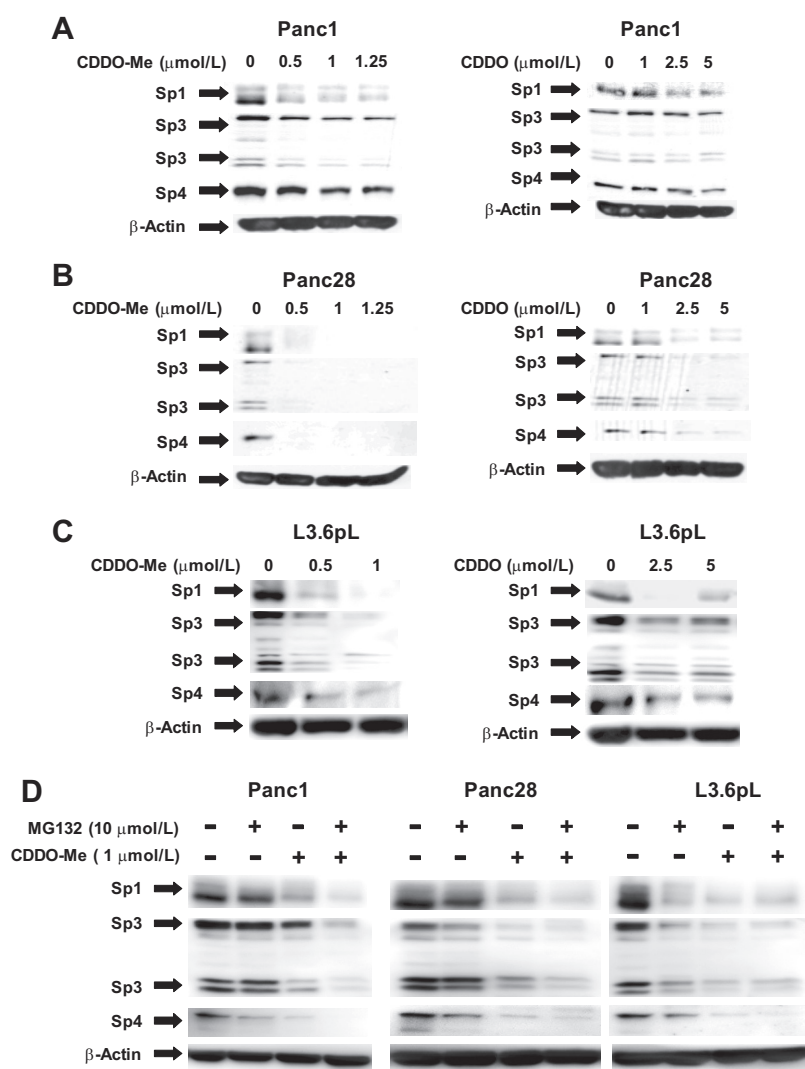 A
Panc1
CDDO-Me (μmol/L) 0 0.5 1 1.25
Sp1
Sp3
Sp3
Sp4
β-Actin
Panc1
CDDO (μmol/L) 0 1 2.5 5
Sp1
Sp3
Sp3
Sp4
β-Actin
B
Panc28
CDDO-Me (μmol/L) 0 0.5 1 1.25
Sp1
Sp3
Sp3
Sp4
β-Actin
Panc28
CDDO (μmol/L) 0 1 2.5 5
Sp1
Sp3
Sp3
Sp4
β-Actin
C
L3.6pL
CDDO-Me (μmol/L) 0 0.5 1
Sp1
Sp3
Sp3
Sp4
β-Actin
L3.6pL
CDDO (μmol/L) 0 2.5 5
Sp1
Sp3
Sp3
Sp4
β-Actin
D
Panc1 Panc28 L3.6pL
MG132 (10 μmol/L) - + - + - + - + - + - +
CDDO-Me ( 1 μmol/L) - - + + - - + + - - + +
Sp1
Sp3
Sp3
Sp4
β-Actin